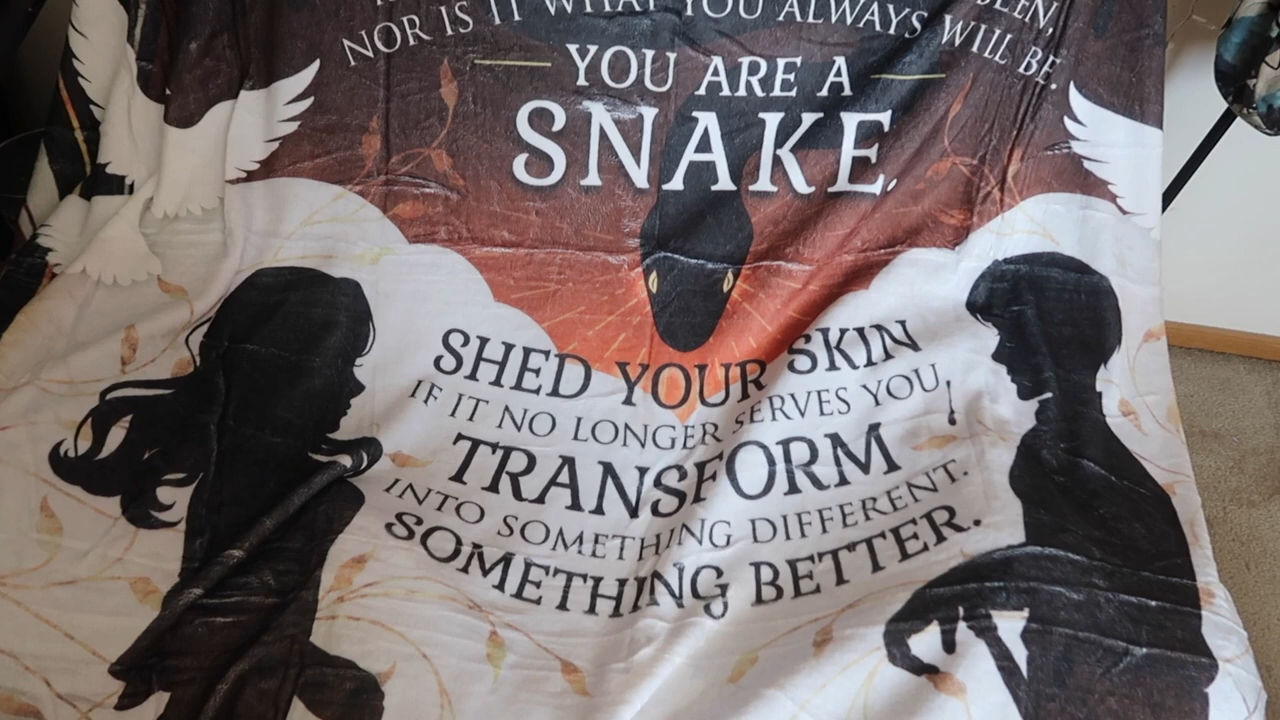 BEEN,
NOR IS IT WHAT YOU ALWAYS WILL BE.
YOU ARE A
SNAKE.
SHED YOUR SKIN
IF IT NO LONGER SERVES YOU!
TRANSFORM
INTO SOMETHING DIFFERENT.
SOMETHING BETTER.